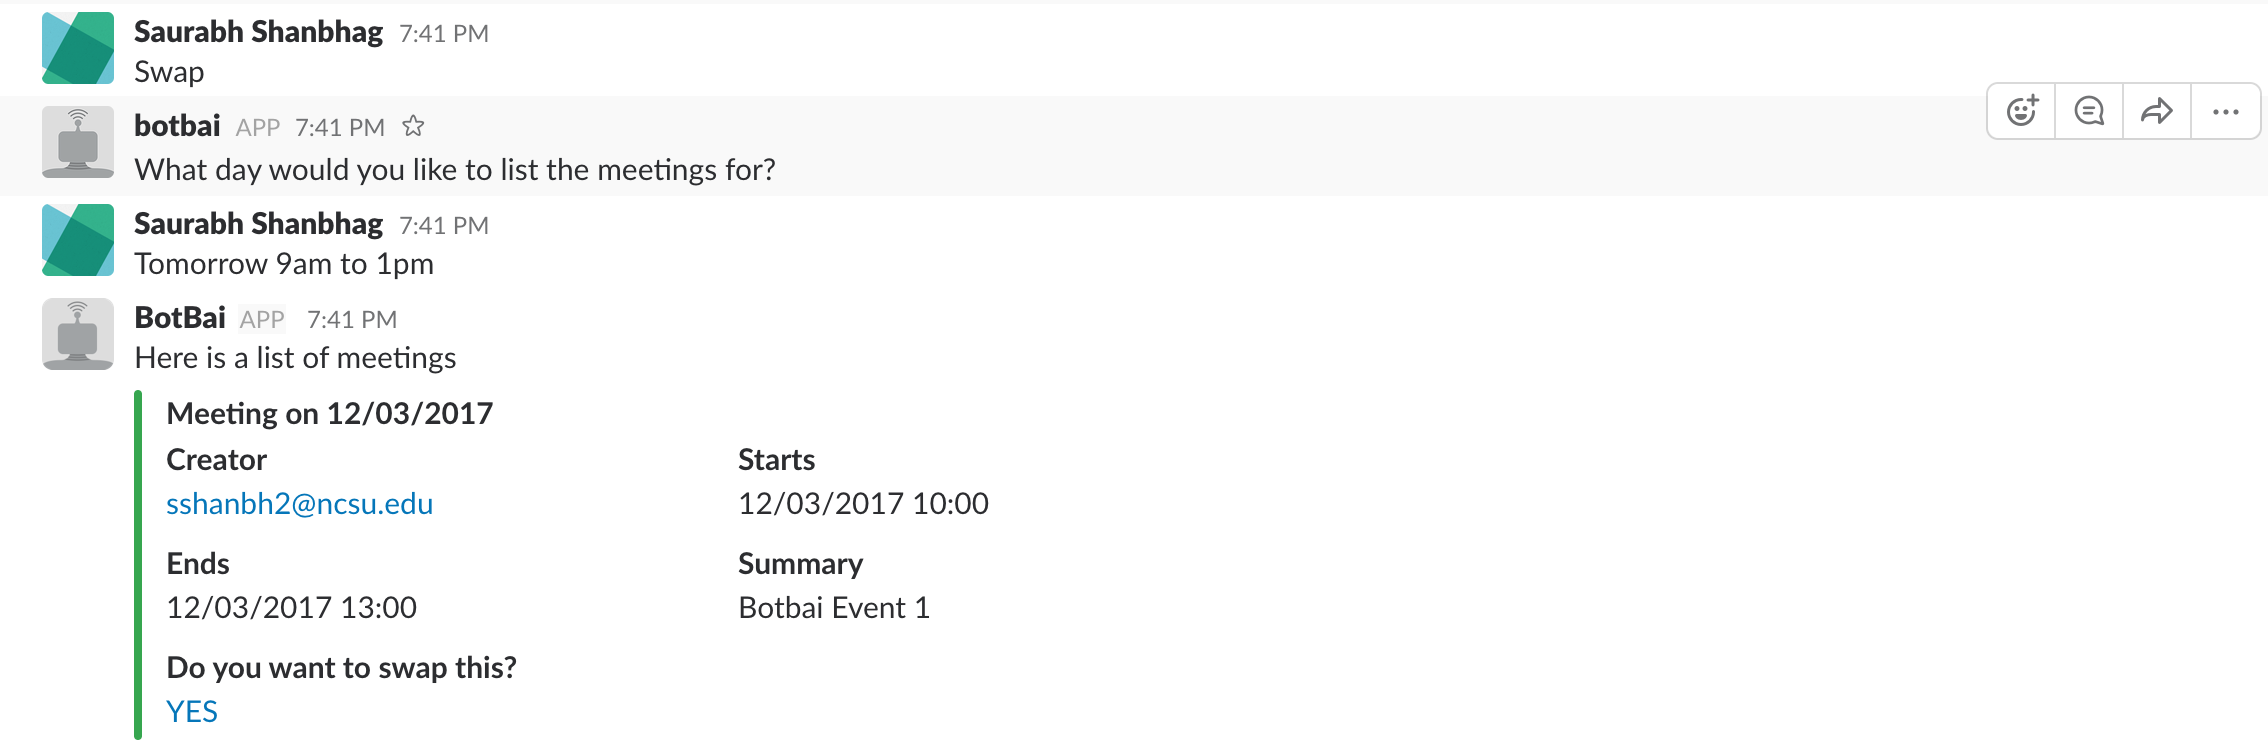 Saurabh Shanbhag 7:41 PM
Swap
botbai APP 7:41 PM
What day would you like to list the meetings for?
Saurabh Shanbhag 7:41 PM
Tomorrow 9am to 1pm
BotBai APP 7:41 PM
Here is a list of meetings
Meeting on 12/03/2017
Creator Starts
sshanbh2@ncsu.edu 12/03/2017 10:00
Ends Summary
12/03/2017 13:00 Botbai Event 1
Do you want to swap this?
YES